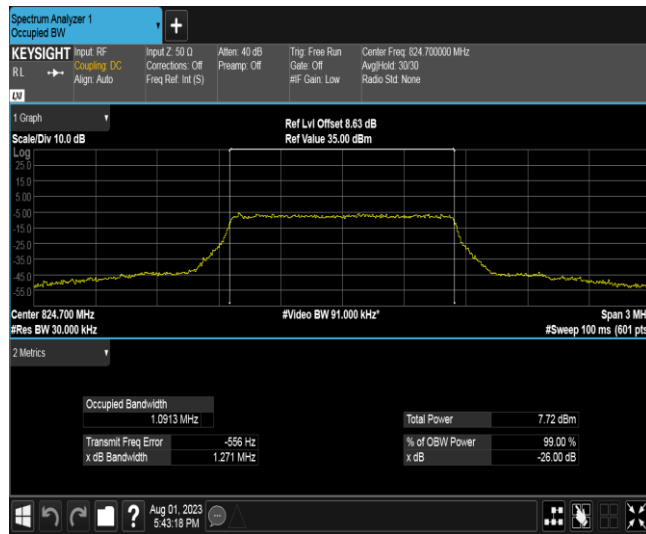 Spectrum Analyzer 1
Occupied BW
+
KEYSIGHT
RL
LXI
Input: RF
Coupling: DC
Align: Auto
Input Z: 50 Ω
Corrections: Off
Freq Ref: Int (S)
Atten: 40 dB
Preamp: Off
Trig: Free Run
Gate: Off
#IF Gain: Low
Center Freq: 824.700000 MHz
Avg|Hold: 30/30
Radio Std: None
1 Graph
Scale/Div 10.0 dB
Ref Lvl Offset 8.63 dB
Ref Value 35.00 dBm
Log
25.0
15.0
5.00
-5.00
-15.0
-25.0
-35.0
-45.0
-55.0
Center 824.700 MHz
#Video BW 91.000 kHz*
Span 3 MH
#Res BW 30.000 kHz
#Sweep 100 ms (601 pts
2 Metrics
Occupied Bandwidth
1.0913 MHz
Total Power 7.72 dBm
Transmit Freq Error -556 Hz
% of OBW Power 99.00 %
x dB Bandwidth 1.271 MHz
x dB -26.00 dB
?
Aug 01, 2023
5:43:18 PM